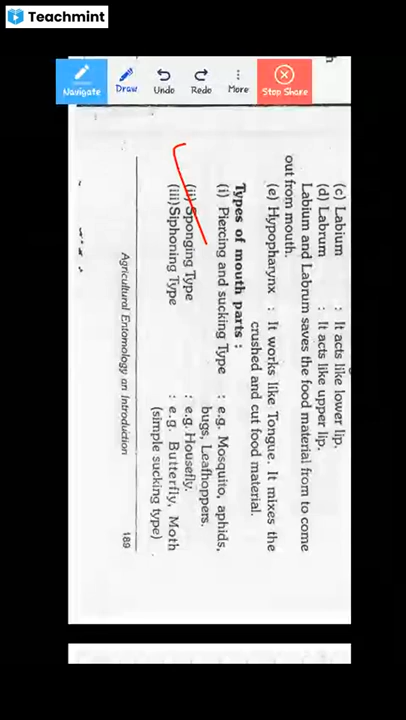 Teachmint
Navigate
Draw
Undo
Redo
More
Stop Share
(c) Labium : It acts like lower lip.
(d) Labrum : It acts like upper lip.
Labium and Labrum saves the food material from to come
out from mouth.
(e) Hypopharynx : It works like Tongue. It mixes the
crushed and cut food material.
Types of mouth parts :
(i) Piercing and sucking Type : e.g. Mosquito, aphids,
bugs, Leafhoppers.
(ii) Sponging Type : e.g. Housefly.
(iii)Siphoning Type : e.g. Butterfly, Moth
(simple sucking type)
Agricultural Entomology an Introduction 189